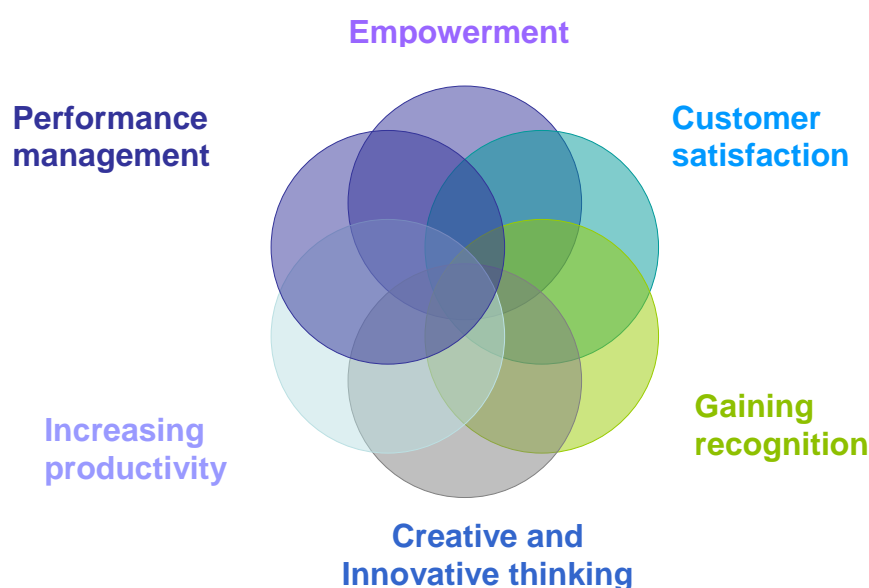 Empowerment
Performance
management
Customer
satisfaction
Increasing
productivity
Gaining
recognition
Creative and
Innovative thinking